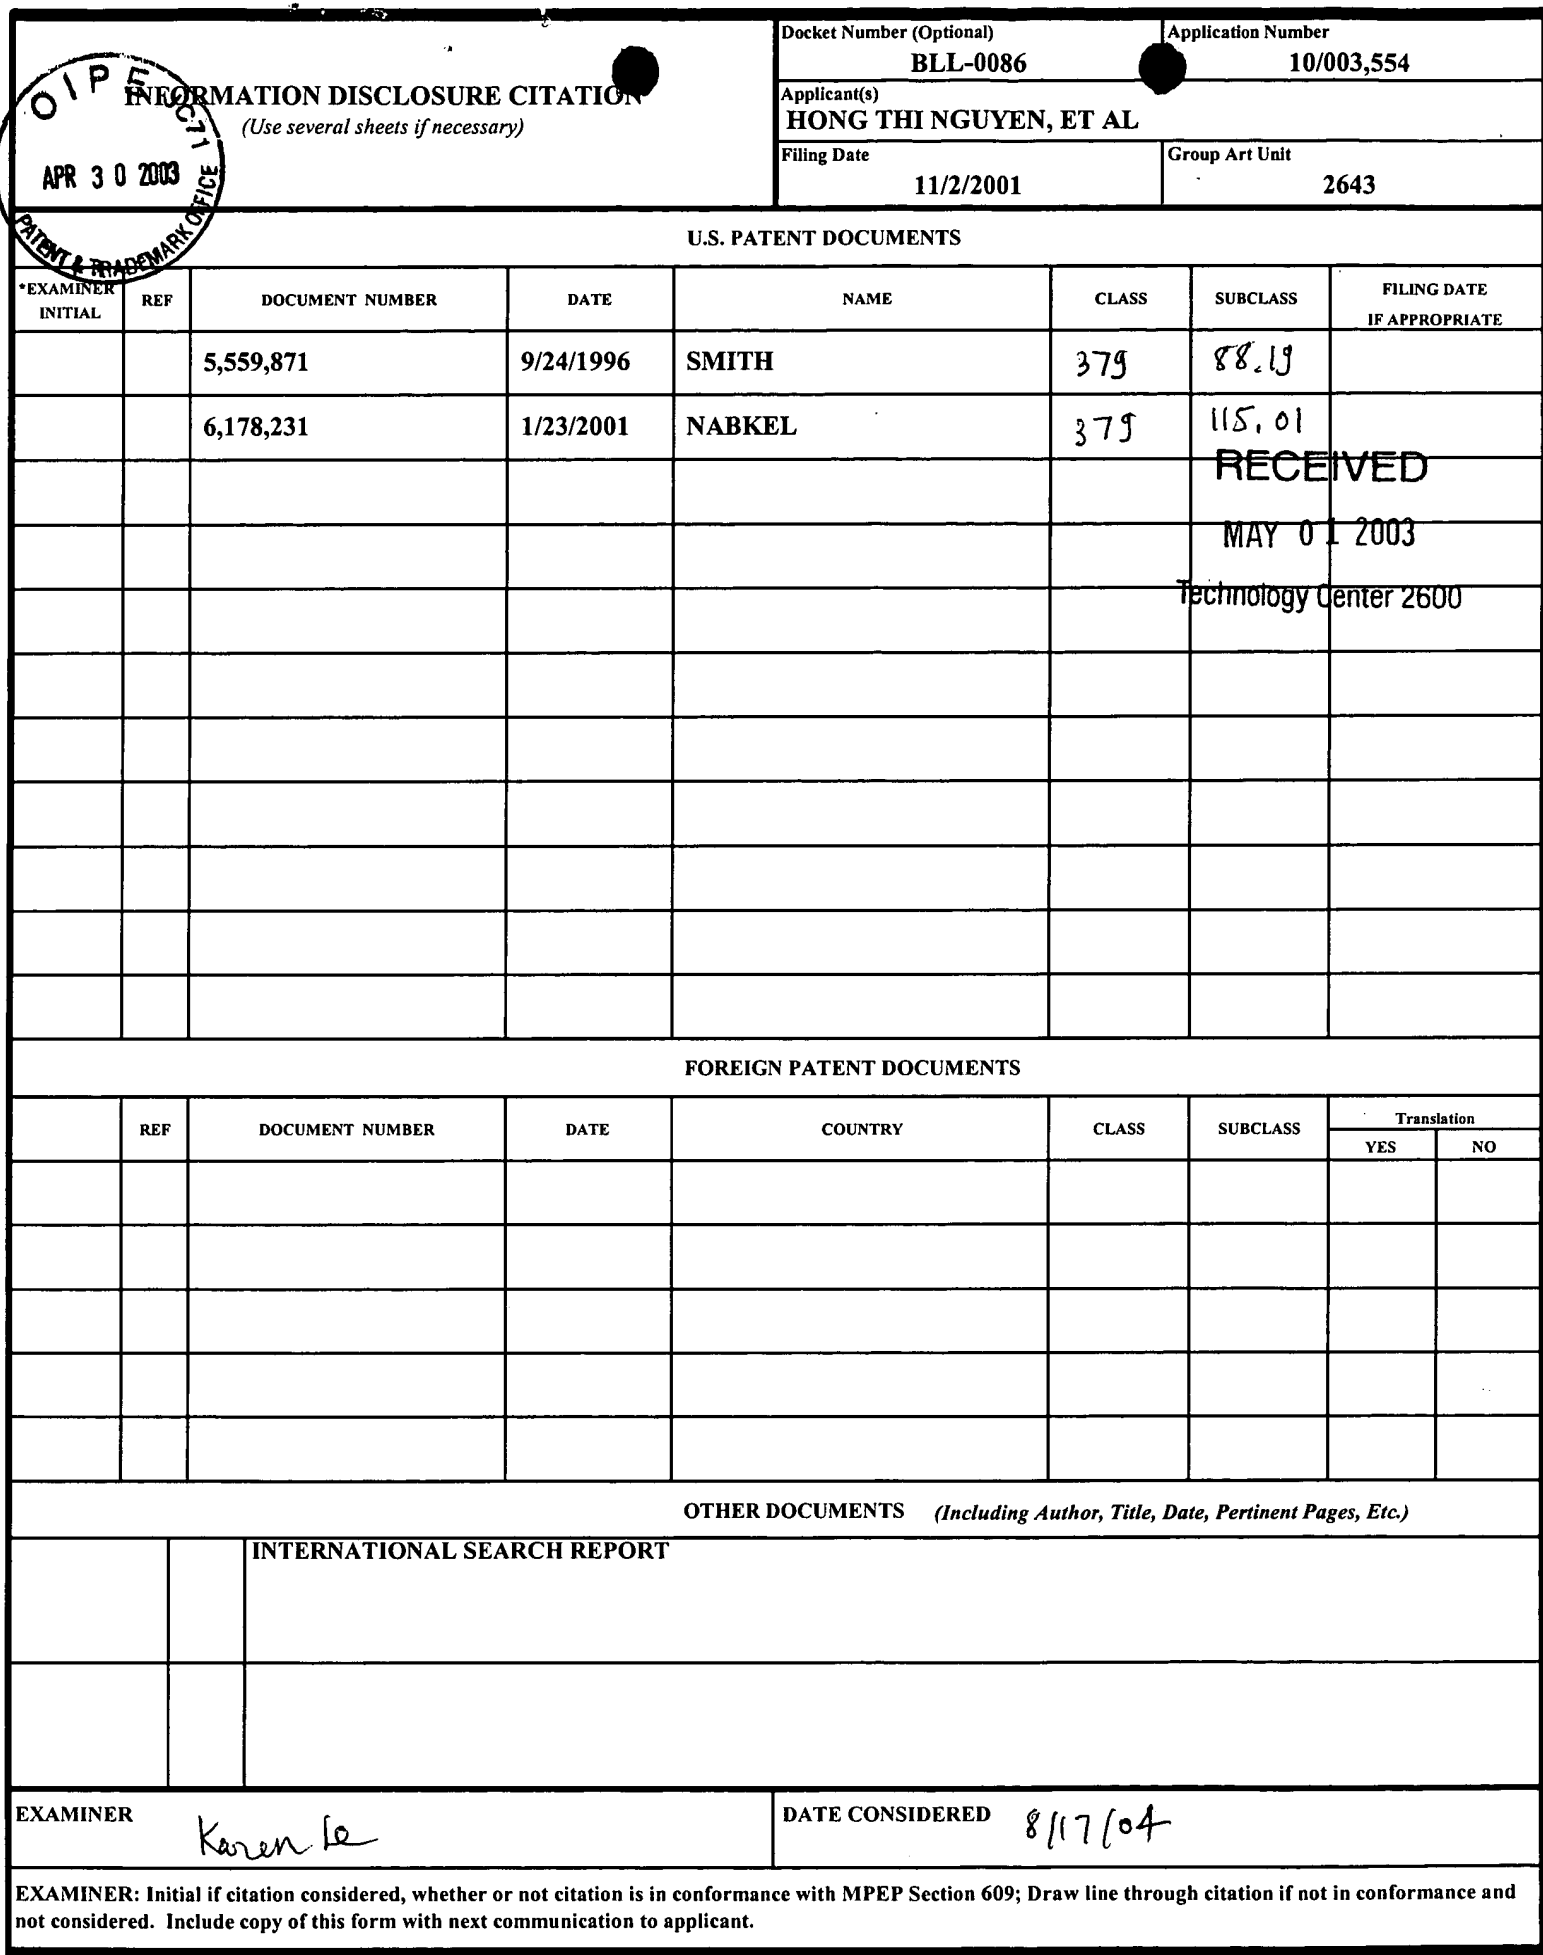 INFORMATION DISCLOSURE CITATION
(Use several sheets if necessary)
OIPE SC71
APR 30 2003
PATENT & TRADEMARK OFFICE
Docket Number (Optional)
BLL-0086
Application Number
10/003,554
Applicant(s)
HONG THI NGUYEN, ET AL
Filing Date
11/2/2001
Group Art Unit
2643
U.S. PATENT DOCUMENTS
*EXAMINER INITIAL REF DOCUMENT NUMBER DATE NAME CLASS SUBCLASS FILING DATE IF APPROPRIATE
5,559,871 9/24/1996 SMITH 379 88.19
6,178,231 1/23/2001 NABKEL 379 115.01
RECEIVED
MAY 01 2003
Technology Center 2600
FOREIGN PATENT DOCUMENTS
REF DOCUMENT NUMBER DATE COUNTRY CLASS SUBCLASS Translation
YES NO
OTHER DOCUMENTS (Including Author, Title, Date, Pertinent Pages, Etc.)
INTERNATIONAL SEARCH REPORT
EXAMINER Karen Le
DATE CONSIDERED 8/17/04
EXAMINER: Initial if citation considered, whether or not citation is in conformance with MPEP Section 609; Draw line through citation if not in conformance and
not considered. Include copy of this form with next communication to applicant.